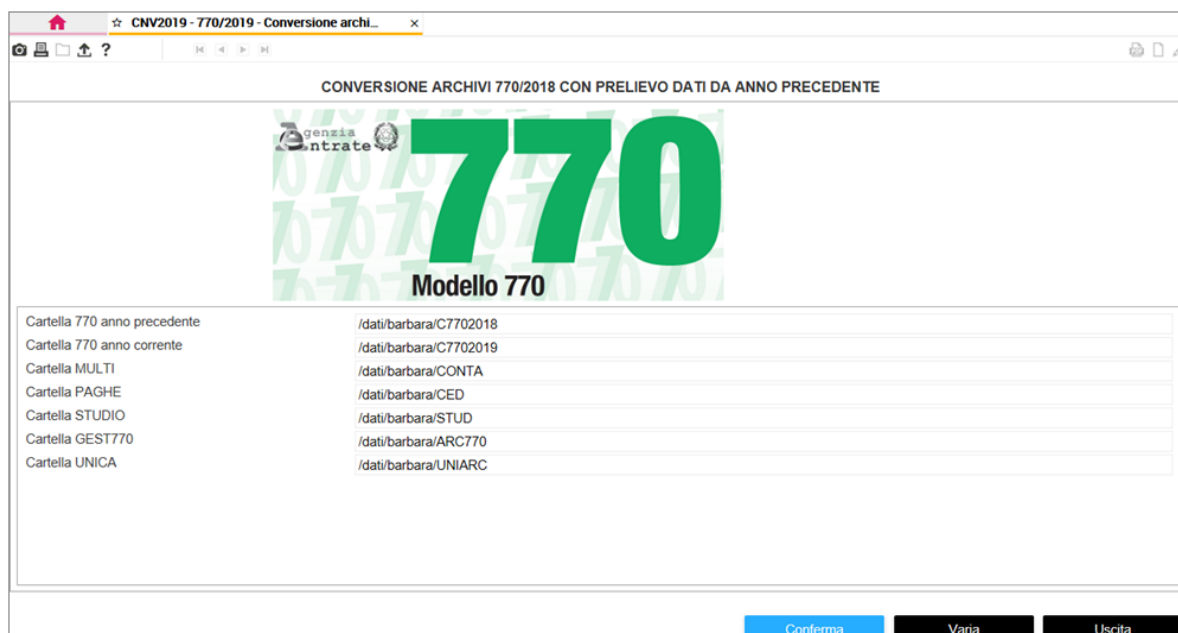 ☆ CNV2019 - 770/2019 - Conversione archi... ×
?
CONVERSIONE ARCHIVI 770/2018 CON PRELIEVO DATI DA ANNO PRECEDENTE
Agenzia
Entrate
770
Modello 770
Cartella 770 anno precedente /dati/barbara/C7702018
Cartella 770 anno corrente /dati/barbara/C7702019
Cartella MULTI /dati/barbara/CONTA
Cartella PAGHE /dati/barbara/CED
Cartella STUDIO /dati/barbara/STUD
Cartella GEST770 /dati/barbara/ARC770
Cartella UNICA /dati/barbara/UNIARC
Conferma Varia Uscita